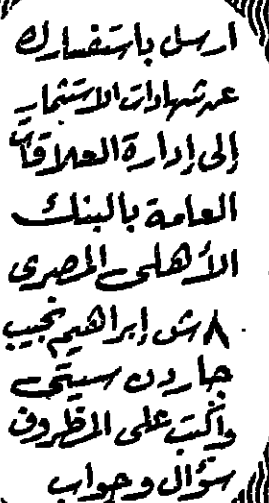 ارسل باستفسارك
عن شهادات الاستثمار
إلى إدارة العلاقات
العامة بالبنك
الأهلى المصرى
٨ ش إبراهيم نجيب
جاردن سيتى
واكتب على المظروف
سؤال وجواب